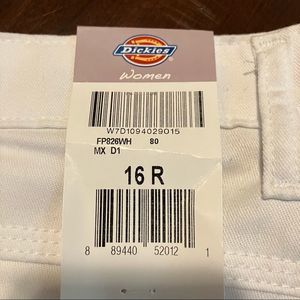 Dickies
Women
W7D1094029015
FP826WH 80
MX D1
16 R
8 89440 52012 1